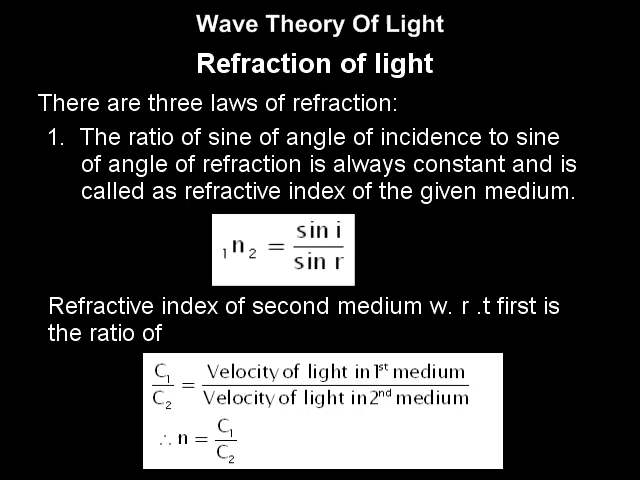 Wave Theory Of Light
Refraction of light
There are three laws of refraction:
1. The ratio of sine of angle of incidence to sine
of angle of refraction is always constant and is
called as refractive index of the given medium.
₁n₂ = sin i / sin r
Refractive index of second medium w. r .t first is
the ratio of
C₁/C₂ = Velocity of light in 1st medium / Velocity of light in 2nd medium
∴ n = C₁/C₂